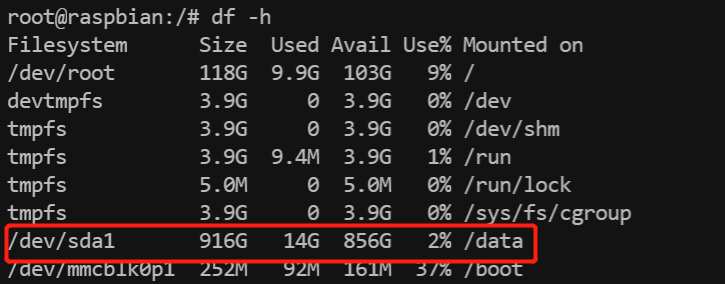 root@raspbian:/# df -h
Filesystem      Size  Used Avail Use% Mounted on
/dev/root       118G  9.9G  103G   9% /
devtmpfs        3.9G     0  3.9G   0% /dev
tmpfs           3.9G     0  3.9G   0% /dev/shm
tmpfs           3.9G  9.4M  3.9G   1% /run
tmpfs           5.0M     0  5.0M   0% /run/lock
tmpfs           3.9G     0  3.9G   0% /sys/fs/cgroup
/dev/sda1       916G   14G  856G   2% /data
/dev/mmcblk0p1  252M   92M  161M  37% /boot